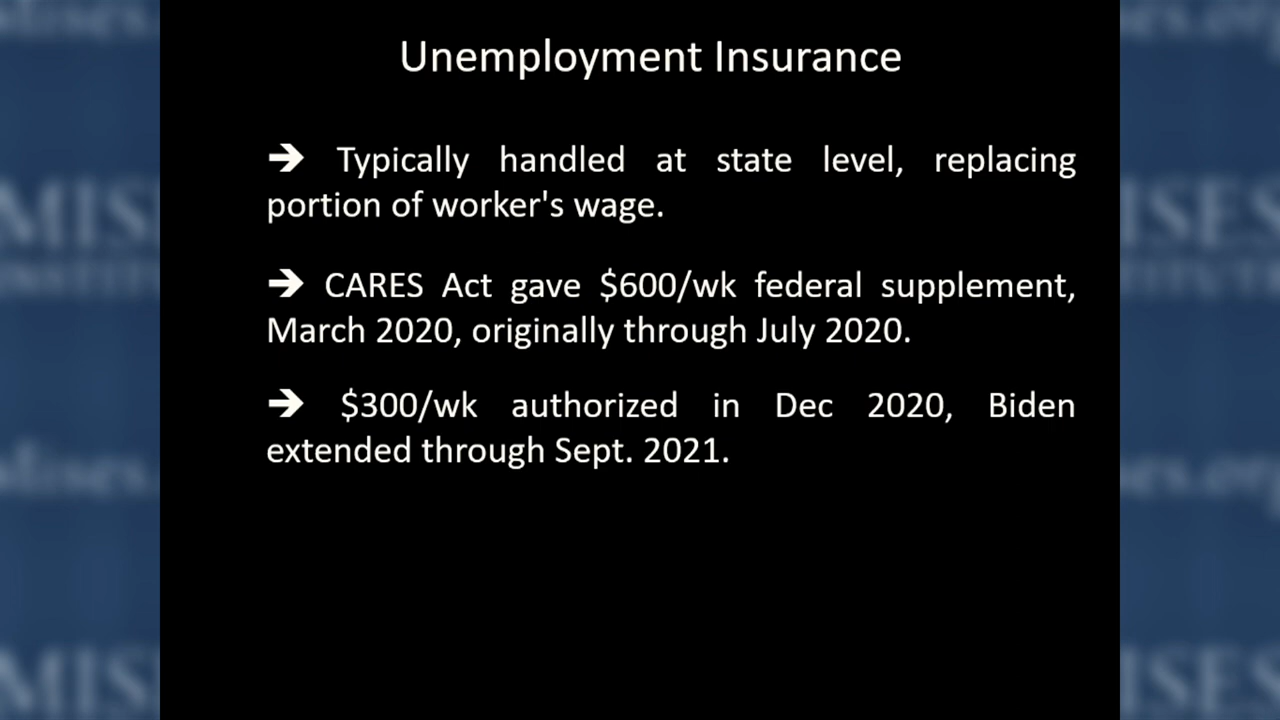 Unemployment Insurance
➔ Typically handled at state level, replacing
portion of worker's wage.
➔ CARES Act gave $600/wk federal supplement,
March 2020, originally through July 2020.
➔ $300/wk authorized in Dec 2020, Biden
extended through Sept. 2021.